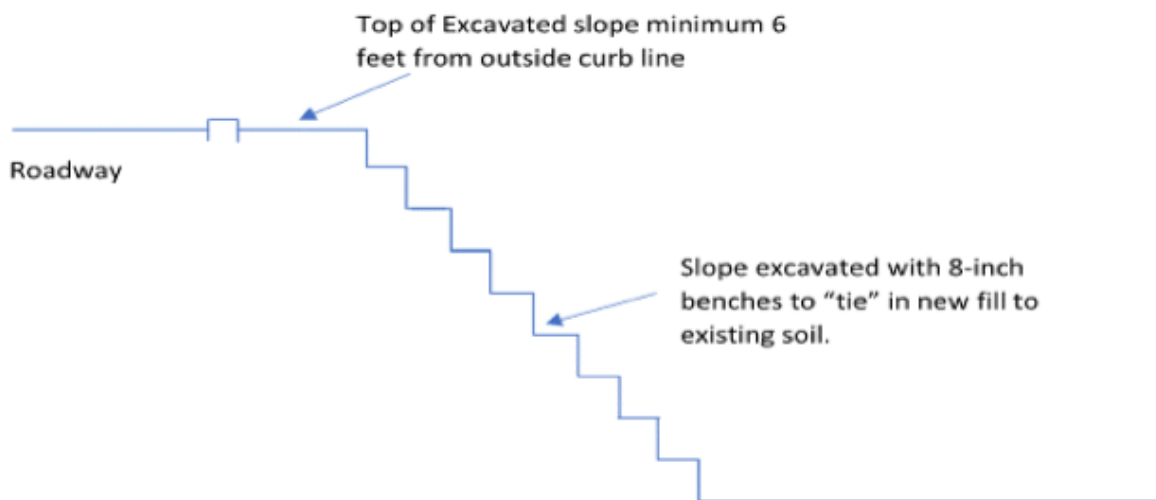 Top of Excavated slope minimum 6
feet from outside curb line
Roadway
Slope excavated with 8-inch
benches to “tie” in new fill to
existing soil.